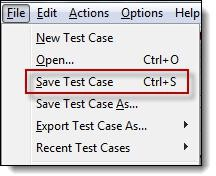 File Edit Actions Options Wind
New Test Case
Open... Ctrl+O
Save Test Case Ctrl+S
Save Test Case As...
Export Test Case As...
Recent Test Cases